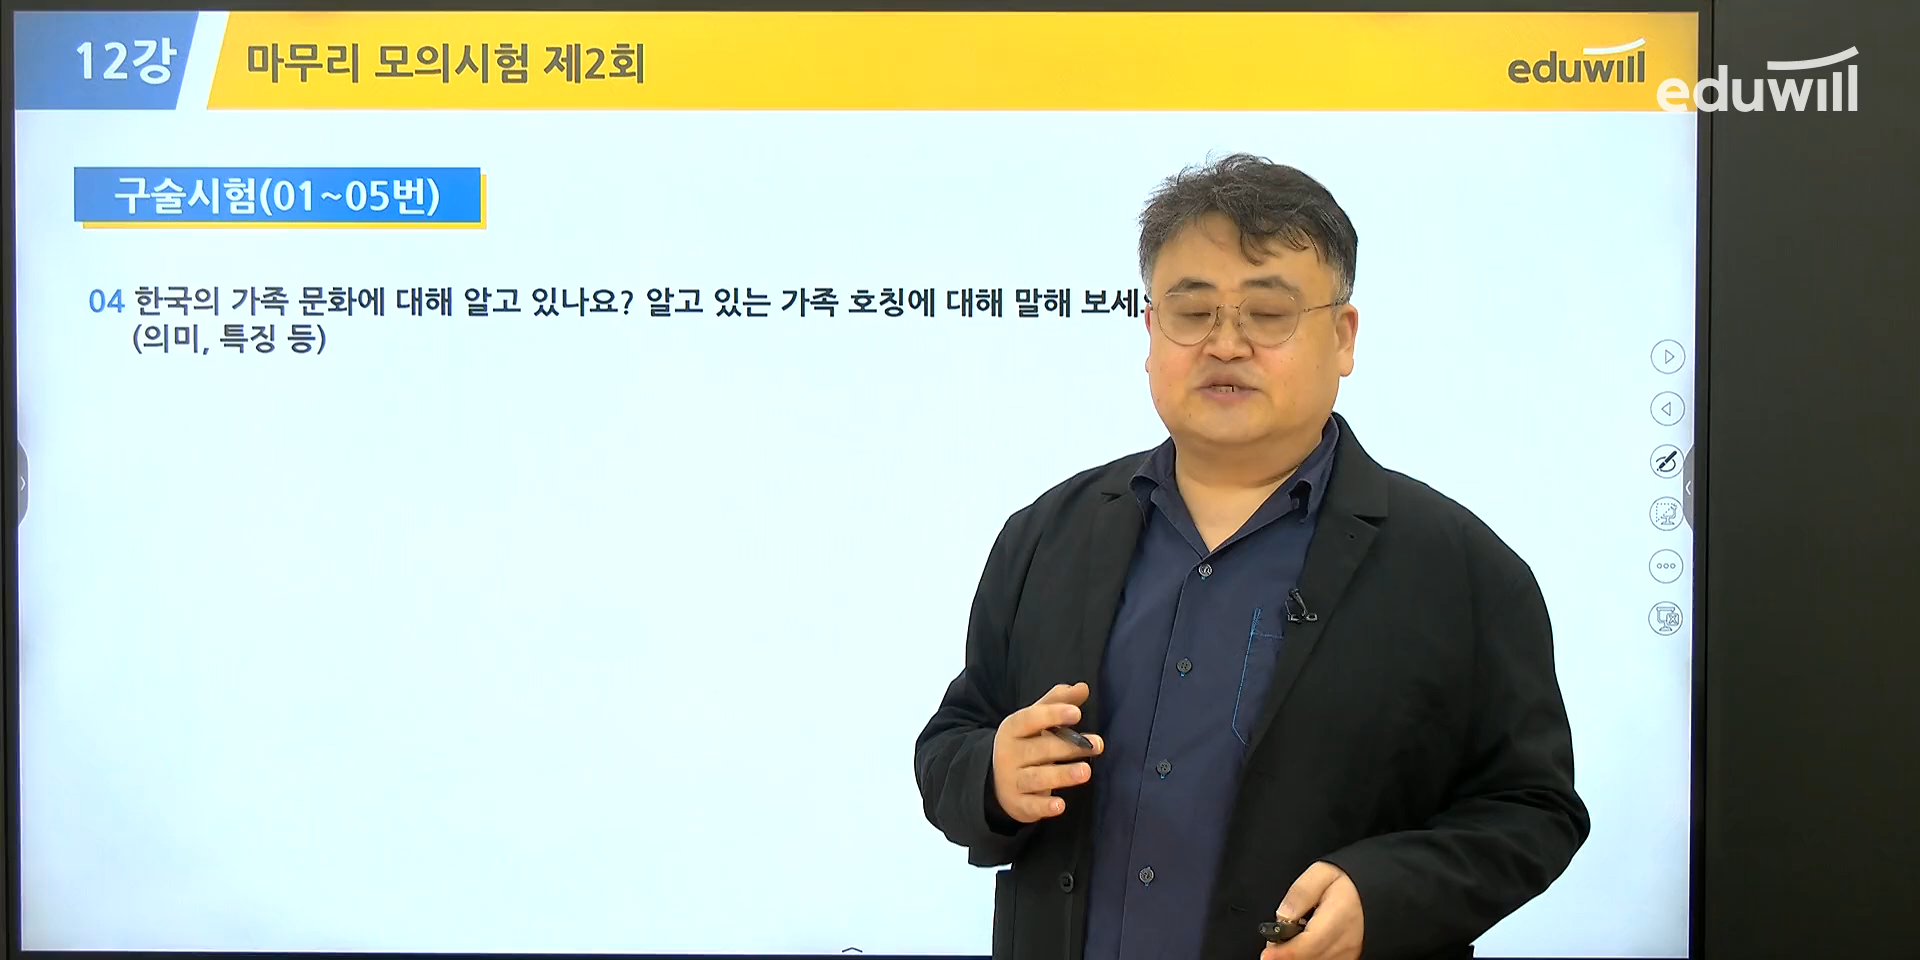 12강
마무리 모의시험 제2회
eduwill
eduwill
구술시험(01~05번)
04 한국의 가족 문화에 대해 알고 있나요? 알고 있는 가족 호칭에 대해 말해
(의미, 특징 등)